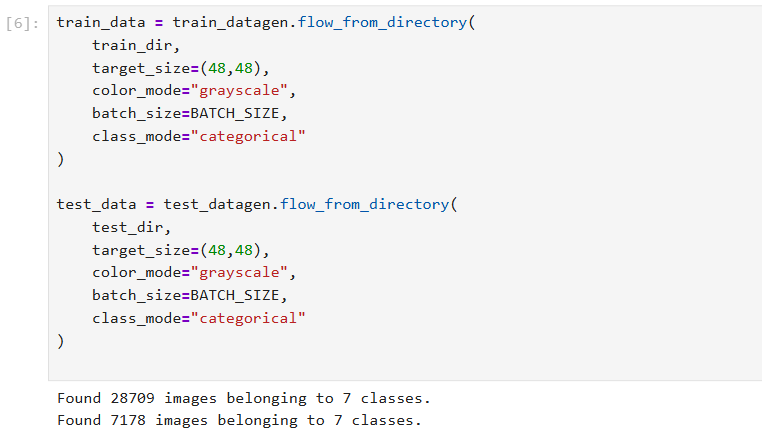 [6]:
train_data = train_datagen.flow_from_directory(
    train_dir,
    target_size=(48,48),
    color_mode="grayscale",
    batch_size=BATCH_SIZE,
    class_mode="categorical"
)
test_data = test_datagen.flow_from_directory(
    test_dir,
    target_size=(48,48),
    color_mode="grayscale",
    batch_size=BATCH_SIZE,
    class_mode="categorical"
)
Found 28709 images belonging to 7 classes.
Found 7178 images belonging to 7 classes.